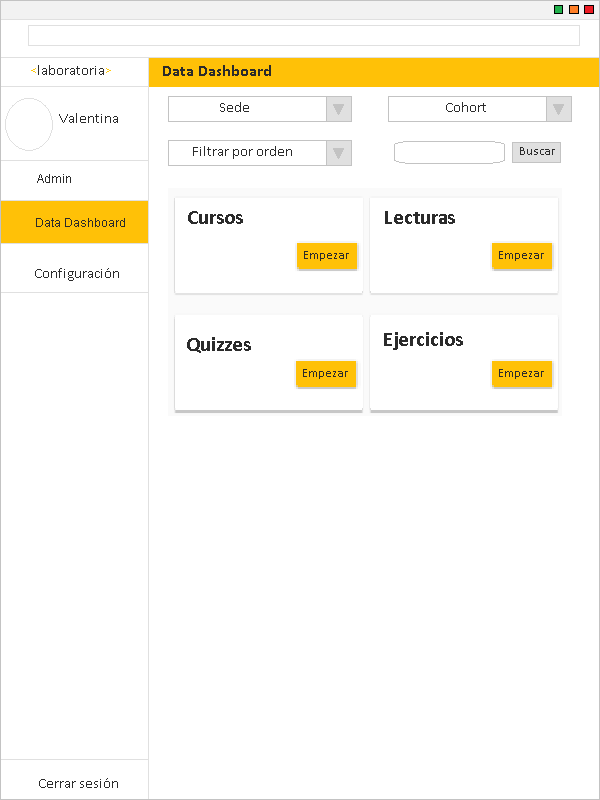 <laboratoria>
Data Dashboard
Valentina
Admin
Data Dashboard
Configuración
Cerrar sesión
Sede
Cohort
Filtrar por orden
Buscar
Cursos
Empezar
Lecturas
Empezar
Quizzes
Empezar
Ejercicios
Empezar